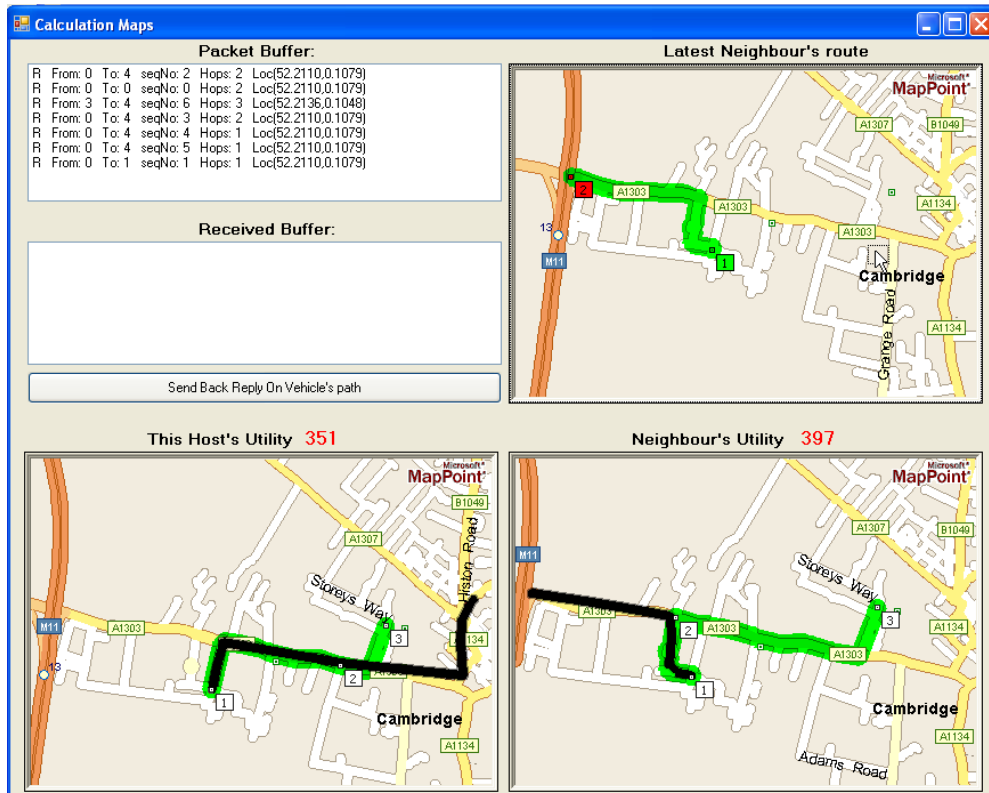 Calculation Maps
Packet Buffer:
R From: 0 To: 4 seqNo: 2 Hops: 2 Loc(52.2110,0.1079)
R From: 0 To: 0 seqNo: 0 Hops: 2 Loc(52.2110,0.1079)
R From: 3 To: 4 seqNo: 6 Hops: 3 Loc(52.2136,0.1048)
R From: 0 To: 4 seqNo: 3 Hops: 2 Loc(52.2110,0.1079)
R From: 0 To: 4 seqNo: 4 Hops: 1 Loc(52.2110,0.1079)
R From: 0 To: 4 seqNo: 5 Hops: 1 Loc(52.2110,0.1079)
R From: 0 To: 1 seqNo: 1 Hops: 1 Loc(52.2110,0.1079)
Received Buffer:
Send Back Reply On Vehicle's path
Latest Neighbour's route
Microsoft®
MapPoint®
A1307
B1049
2
A1303
A1303
A1134
13
A1303
M11
1
Cambridge
Grange Road
A1134
This Host's Utility 351
Microsoft®
MapPoint®
B1049
Histon Road
A1307
Storeys Way
M11
A1303
3
134
13
2
A1303
1
Cambridge
A1134
Neighbour's Utility 397
Microsoft®
MapPoint®
A1307
B1049
M11
Storeys Way
A1303
2
A1303
3
A1134
A1303
1
Cambridge
A1134
Adams Road